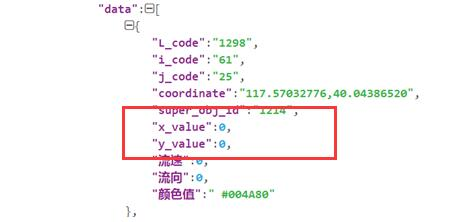 "data":[
{
"L_code":"1298",
"i_code":"61",
"j_code":"25",
"coordinate":"117.57032776,40.04386520",
"super_obj_id":"1214",
"x_value":0,
"y_value":0,
"流速":0,
"流向":0,
"颜色值":" #004A80"
},